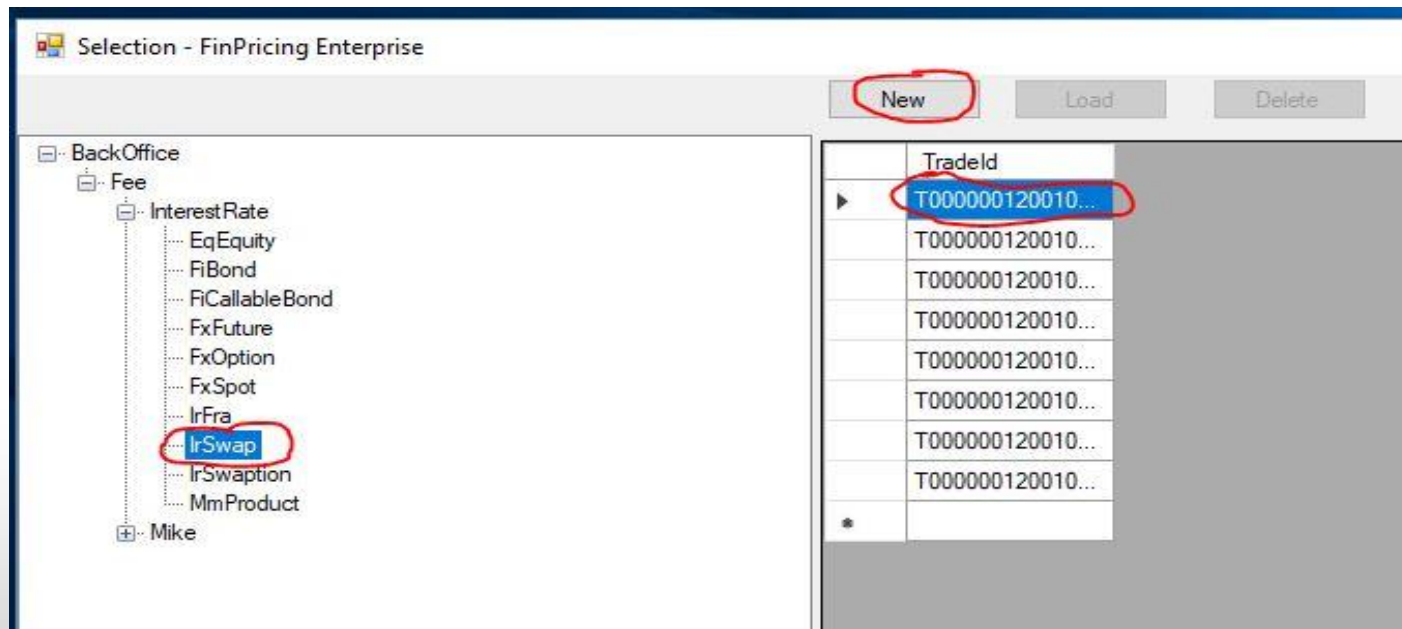 Selection - FinPricing Enterprise
New Load Delete
BackOffice
Fee
InterestRate
EqEquity
FiBond
FiCallableBond
FxFuture
FxOption
FxSpot
IrFra
IrSwap
IrSwaption
MmProduct
Mike
TradeId
T000000120010...
T000000120010...
T000000120010...
T000000120010...
T000000120010...
T000000120010...
T000000120010...
T000000120010...